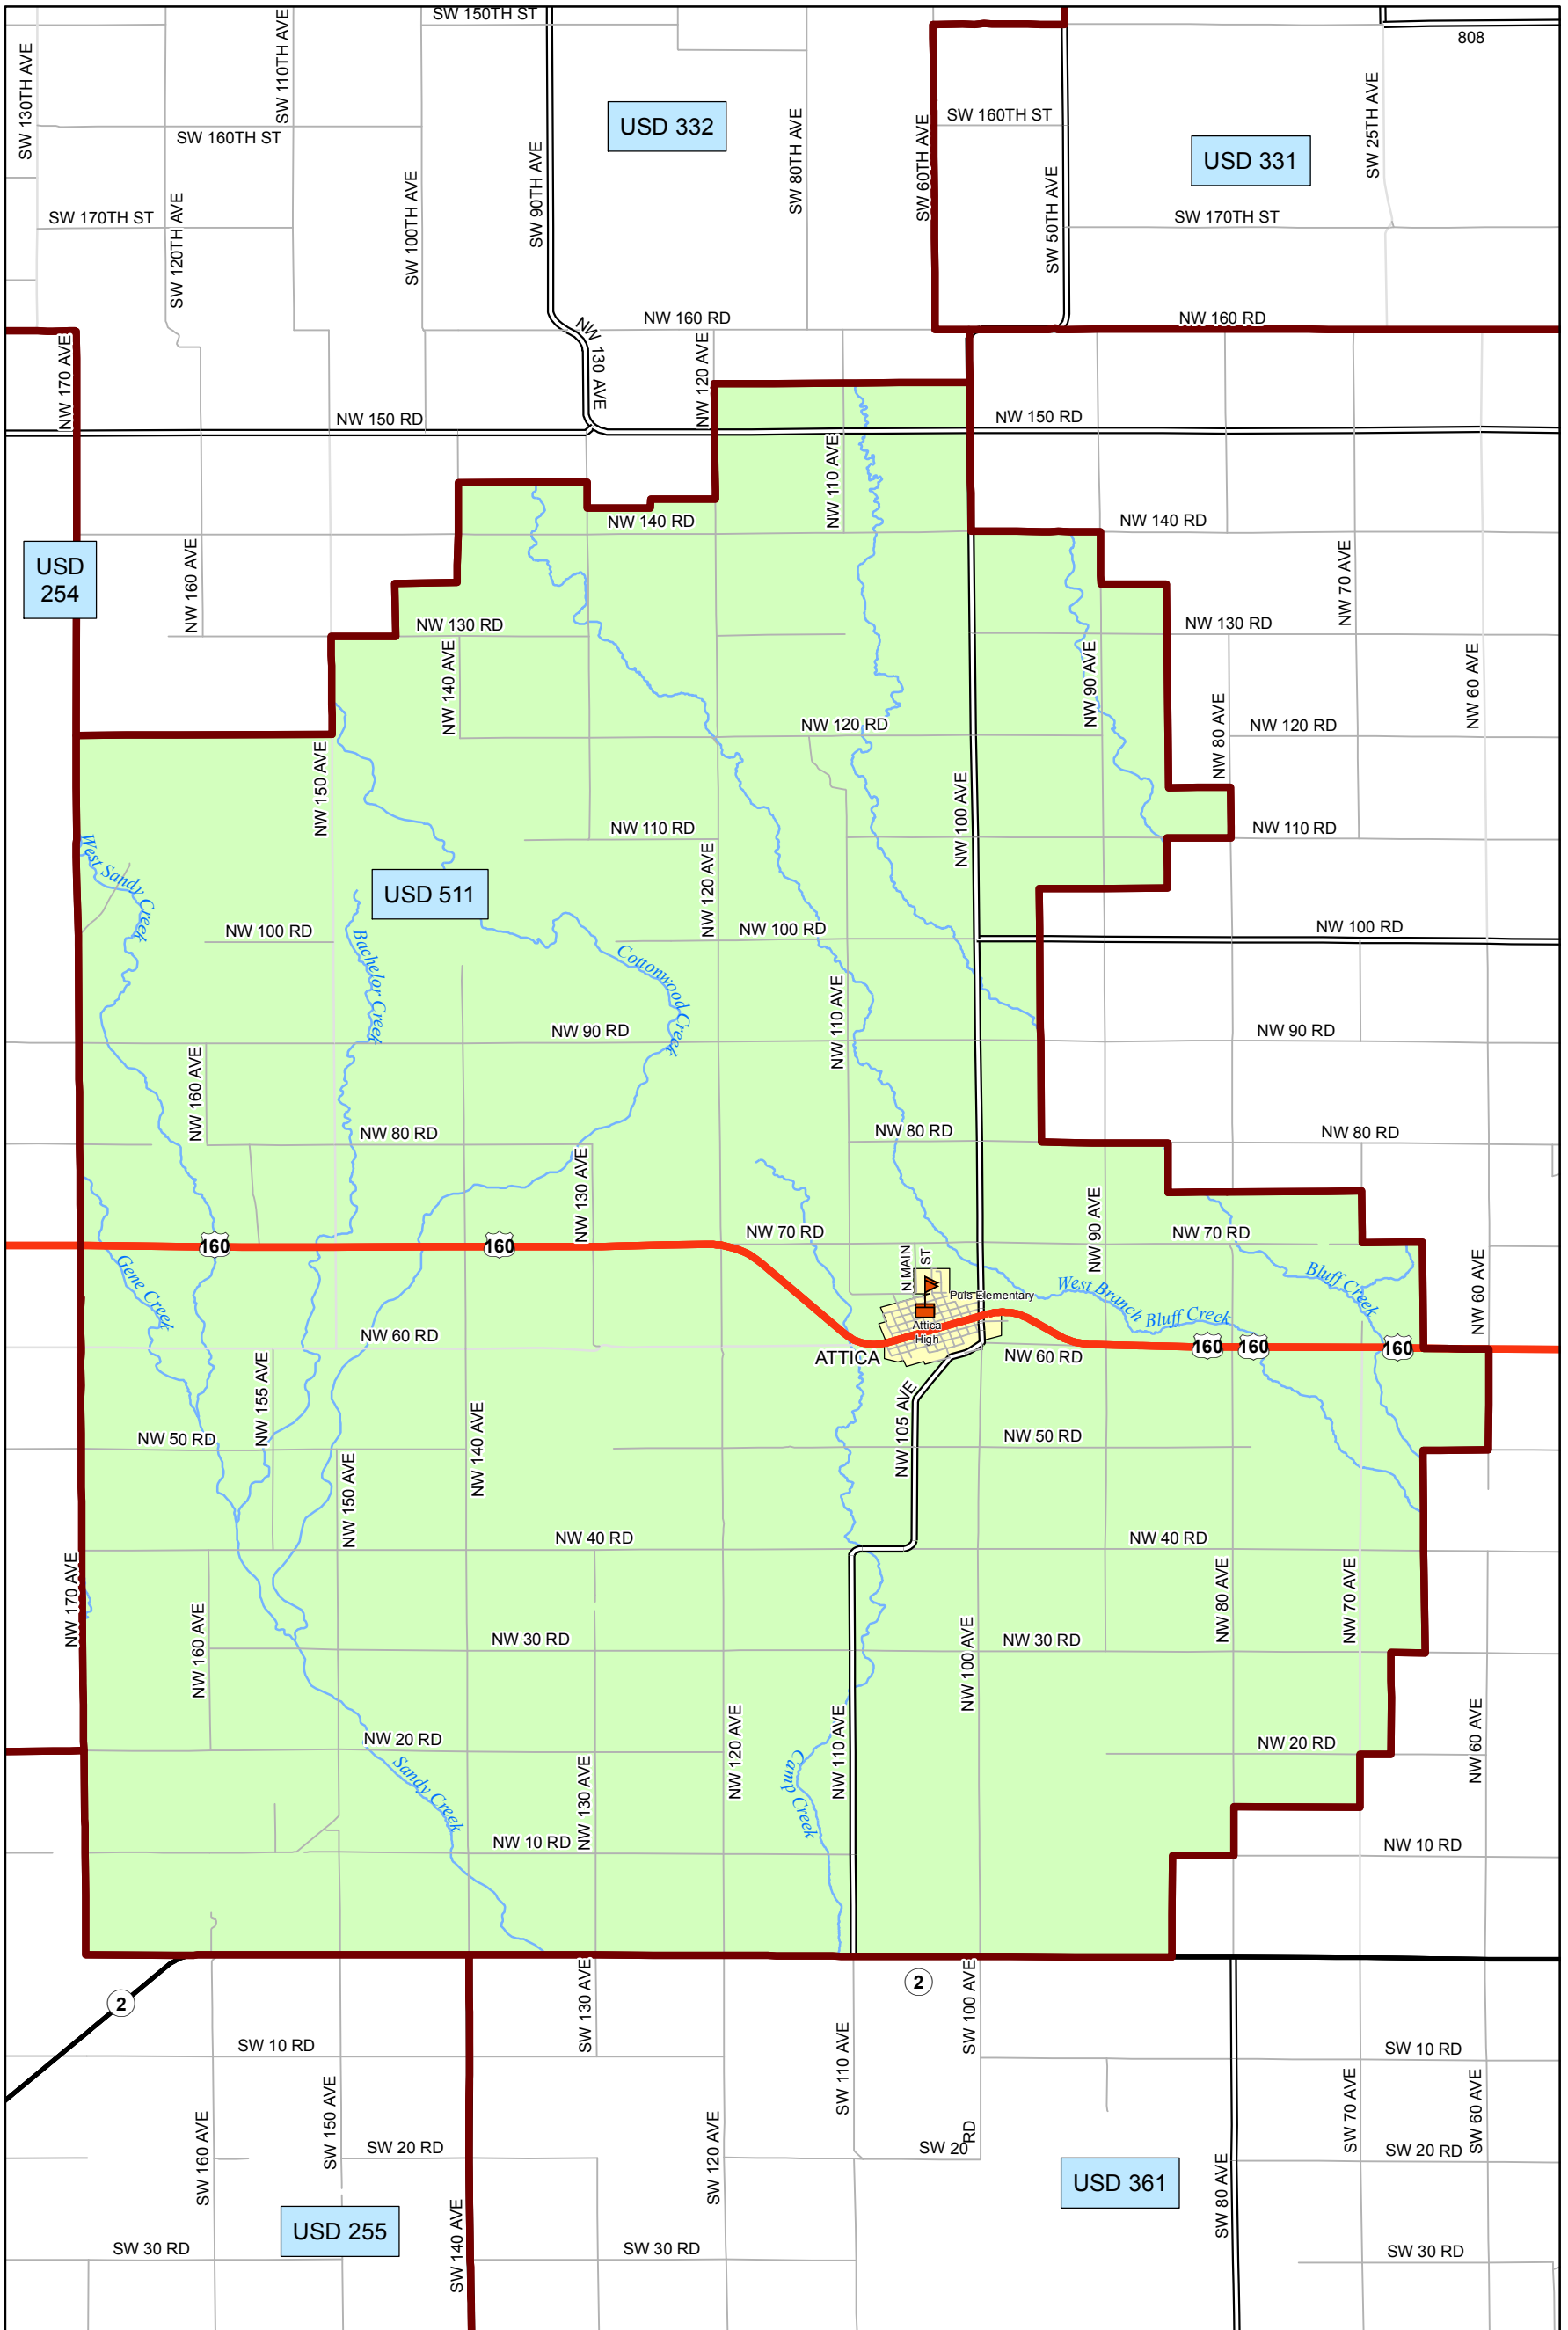 SW 150TH ST
808
SW 130TH AVE
SW 110TH AVE
USD 332
SW 160TH ST
SW 160TH ST
USD 331
SW 25TH AVE
SW 80TH AVE
SW 60TH AVE
SW 90TH AVE
SW 100TH AVE
SW 50TH AVE
SW 120TH AVE
SW 170TH ST
SW 170TH ST
NW 160 RD
NW 160 RD
NW 130 AVE
NW 170 AVE
NW 120 AVE
NW 150 RD
NW 150 RD
NW 110 AVE
NW 140 RD
NW 140 RD
USD
254
NW 160 AVE
NW 70 AVE
NW 130 RD
NW 130 RD
NW 140 AVE
NW 90 AVE
NW 60 AVE
NW 80 AVE
NW 120 RD
NW 120 RD
NW 150 AVE
NW 100 AVE
NW 110 RD
NW 110 RD
West Sandy Creek
USD 511
NW 120 AVE
NW 100 RD
NW 100 RD
NW 100 RD
Bachelor Creek
Cottonwood Creek
NW 110 AVE
NW 90 RD
NW 90 RD
NW 160 AVE
NW 80 RD
NW 80 RD
NW 80 RD
NW 130 AVE
NW 90 AVE
NW 70 RD
NW 70 RD
160
160
N MAIN
ST
Gene Creek
Puls Elementary
West Branch Bluff Creek
Bluff Creek
NW 60 AVE
Attica
High
NW 60 RD
ATTICA
NW 60 RD
160
160
160
NW 155 AVE
NW 105 AVE
NW 50 RD
NW 50 RD
NW 140 AVE
NW 150 AVE
NW 40 RD
NW 40 RD
NW 170 AVE
NW 160 AVE
NW 80 AVE
NW 70 AVE
NW 30 RD
NW 30 RD
NW 100 AVE
NW 20 RD
NW 20 RD
Sandy Creek
NW 120 AVE
Camp Creek
NW 110 AVE
NW 60 AVE
NW 130 AVE
NW 10 RD
NW 10 RD
2
2
SW 130 AVE
SW 100 AVE
SW 10 RD
SW 10 RD
SW 110 AVE
SW 150 AVE
SW 160 AVE
SW 120 AVE
SW 70 AVE
SW 60 AVE
SW 20 RD
SW 20
RD
SW 20 RD
USD 361
SW 80 AVE
USD 255
SW 140 AVE
SW 30 RD
SW 30 RD
SW 30 RD